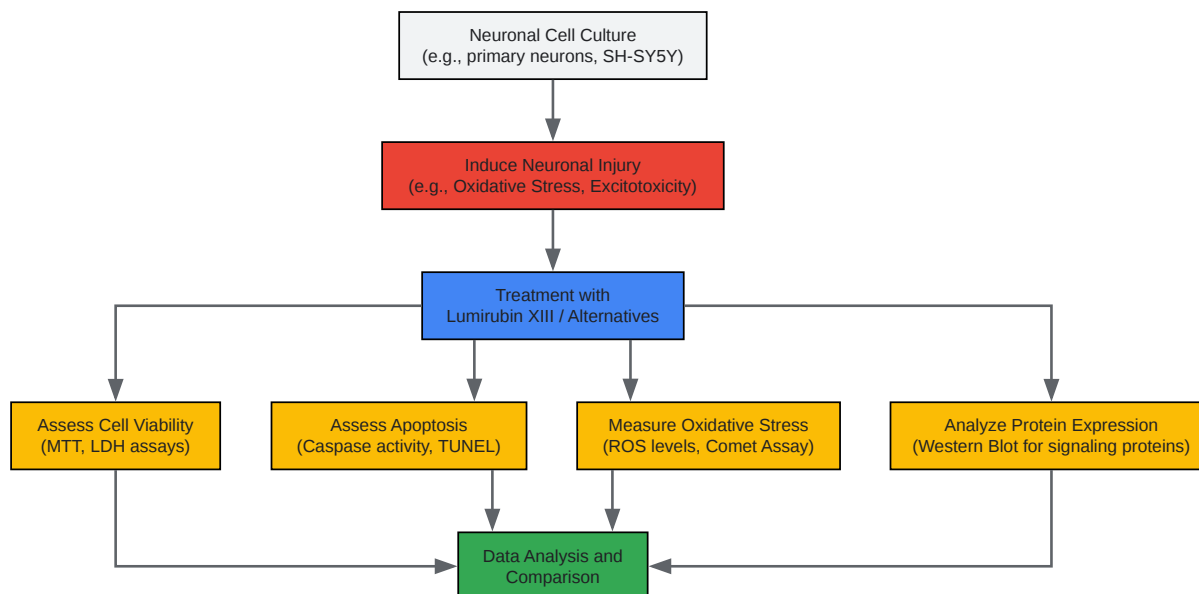 Neuronal Cell Culture
(e.g., primary neurons, SH-SY5Y)
Induce Neuronal Injury
(e.g., Oxidative Stress, Excitotoxicity)
Treatment with
Lumirubin XIII / Alternatives
Assess Cell Viability
(MTT, LDH assays)
Assess Apoptosis
(Caspase activity, TUNEL)
Measure Oxidative Stress
(ROS levels, Comet Assay)
Analyze Protein Expression
(Western Blot for signaling proteins)
Data Analysis and
Comparison